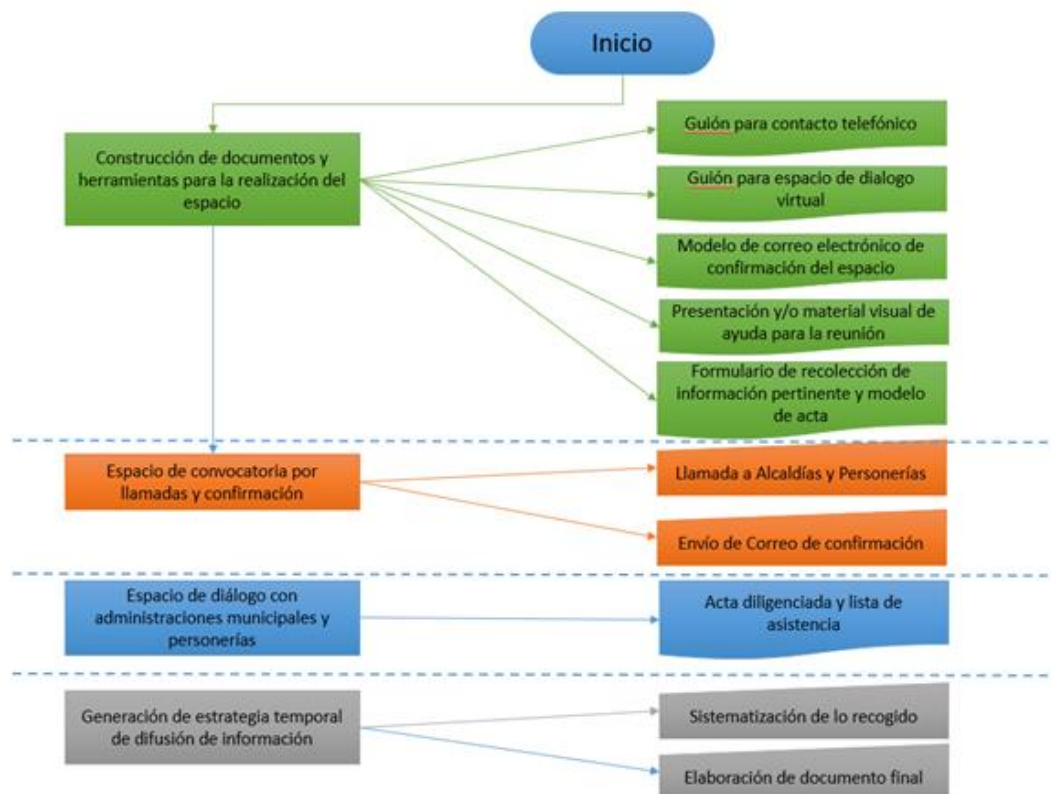 Inicio
Construcción de documentos y
herramientas para la realización del
espacio
Guión para contacto telefónico
Guión para espacio de dialogo
virtual
Modelo de correo electrónico de
confirmación del espacio
Presentación y/o material visual de
ayuda para la reunión
Formulario de recolección de
información pertinente y modelo
de acta
Espacio de convocatoria por
llamadas y confirmación
Llamada a Alcaldías y Personerías
Envío de Correo de confirmación
Espacio de diálogo con
administraciones municipales y
personerías
Acta diligenciada y lista de
asistencia
Generación de estrategia temporal
de difusión de información
Sistematización de lo recogido
Elaboración de documento final